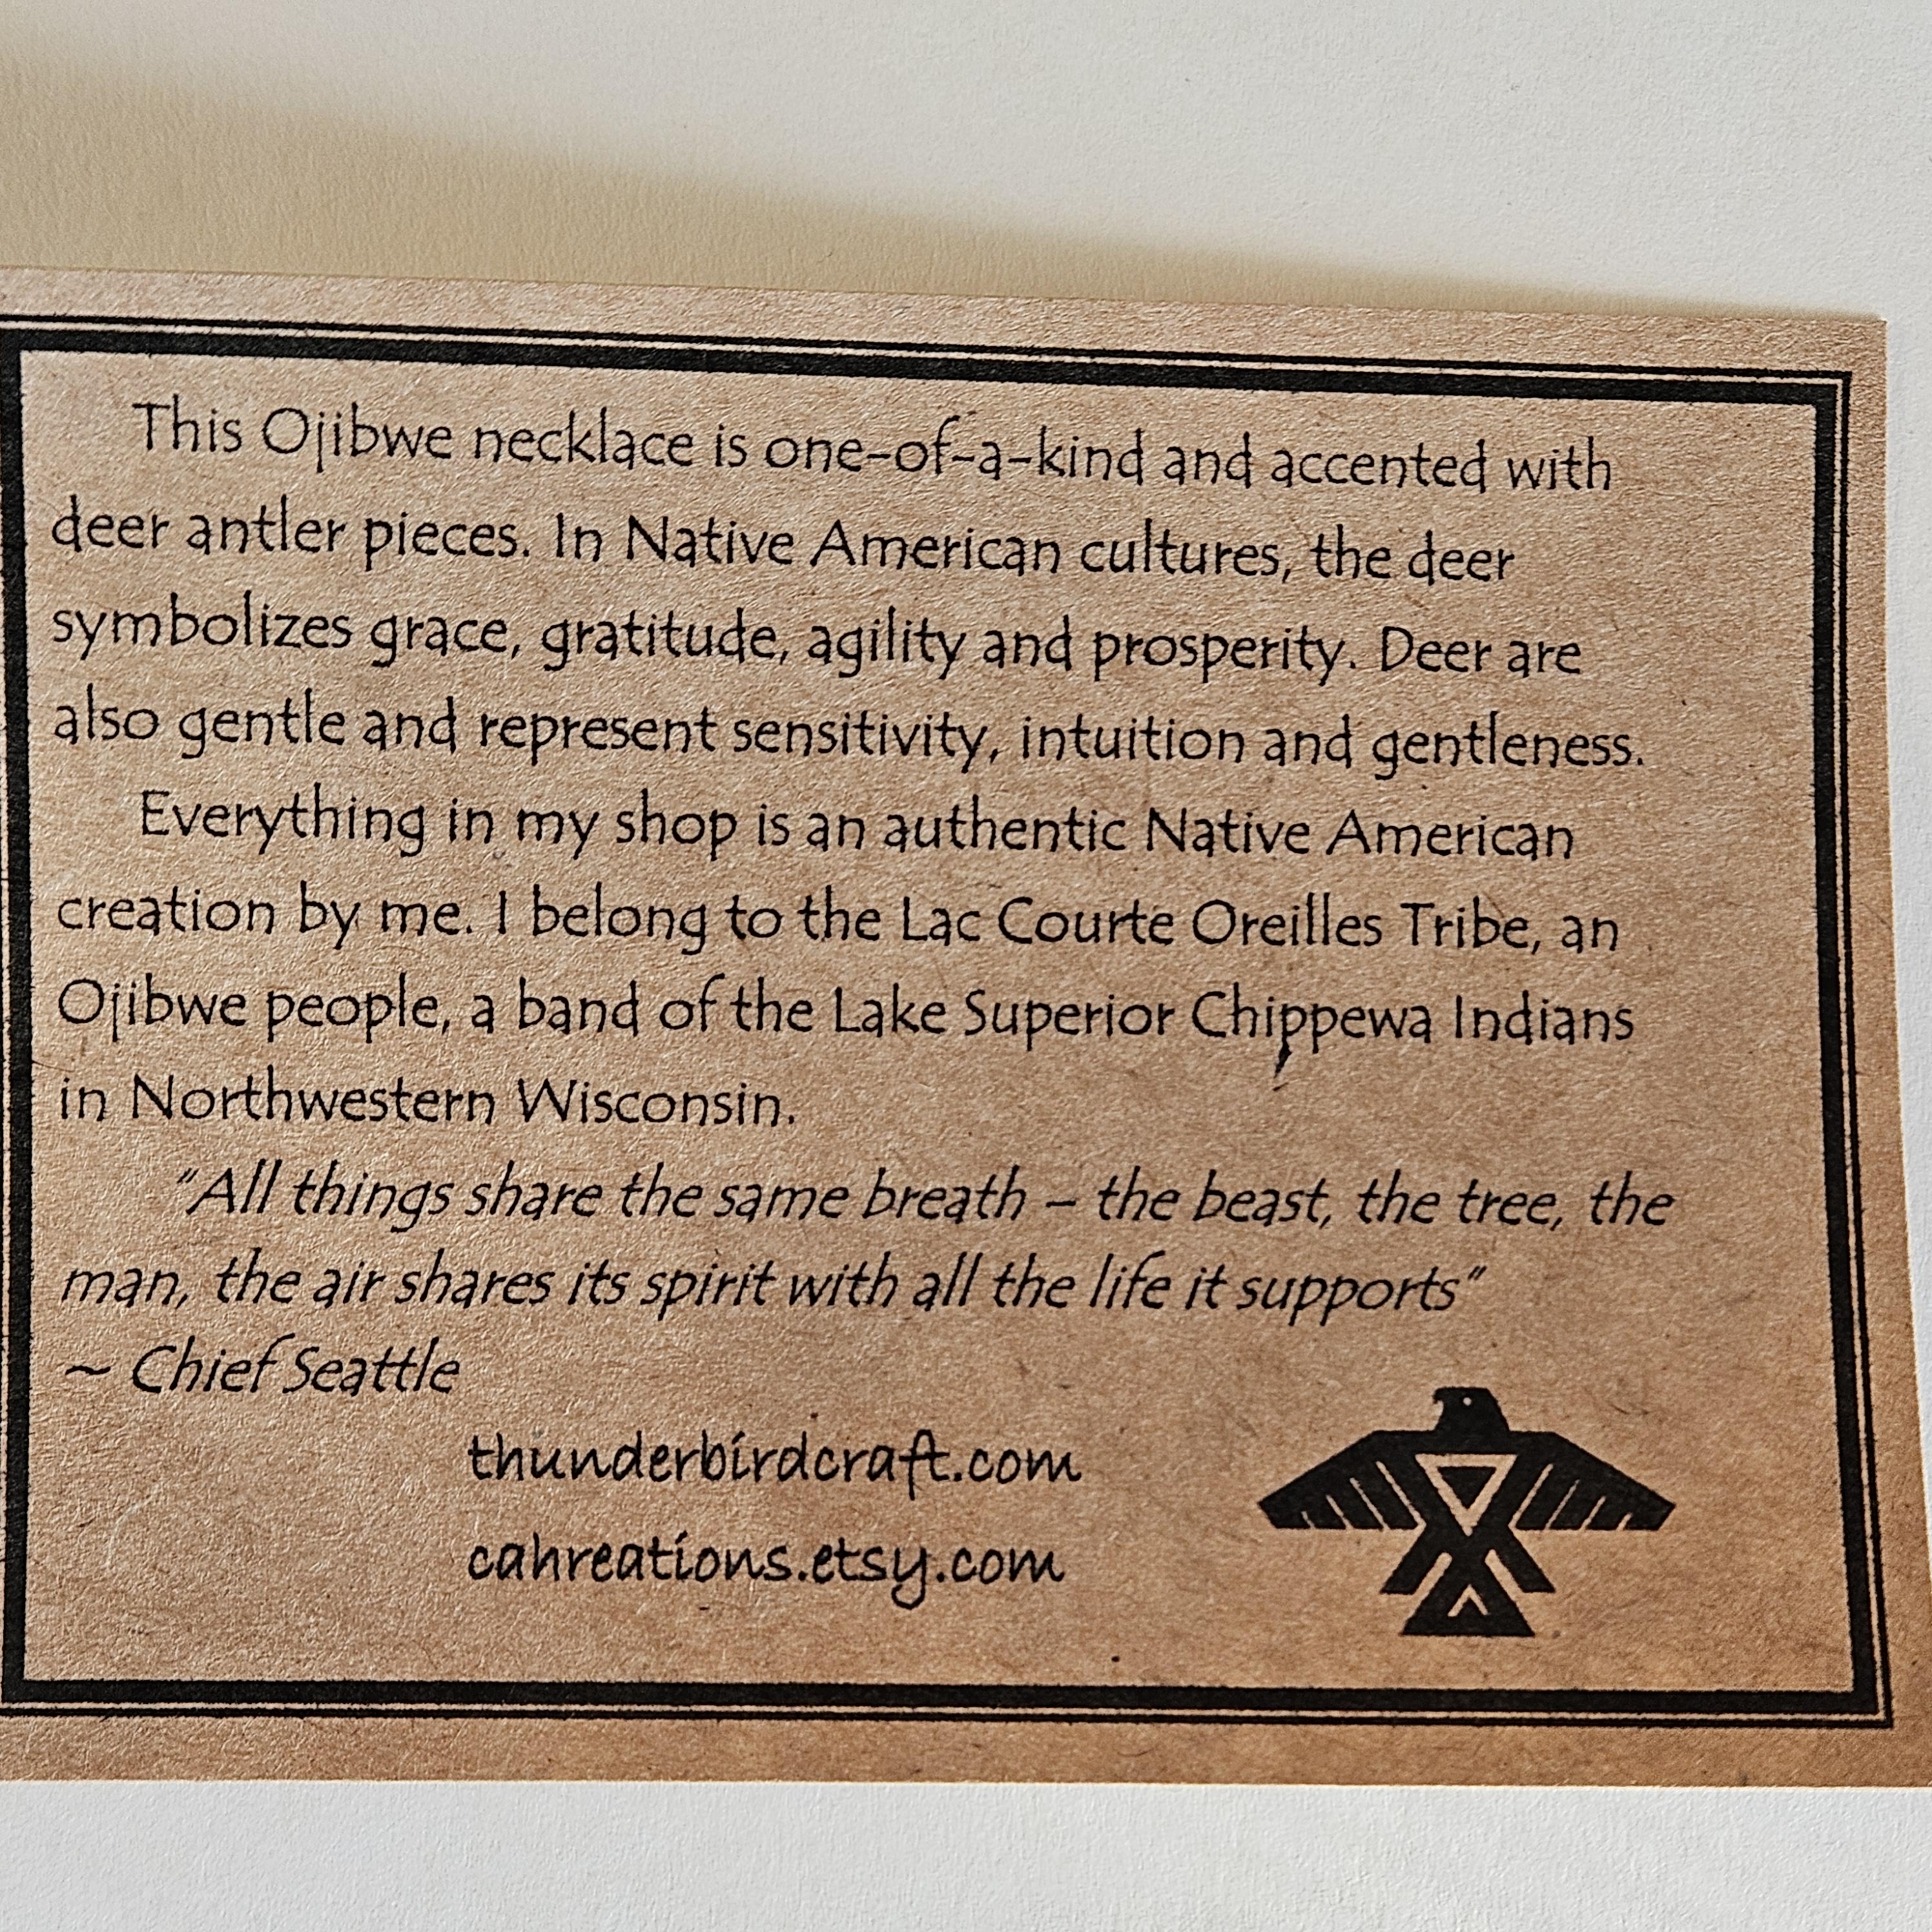 This Ojibwe necklace is one-of-a-kind and accented with
deer antler pieces. In Native American cultures, the deer
symbolizes grace, gratitude, agility and prosperity. Deer are
also gentle and represent sensitivity, intuition and gentleness.
Everything in my shop is an authentic Native American
creation by me. I belong to the Lac Courte Oreilles Tribe, an
Ojibwe people, a band of the Lake Superior Chippewa Indians
in Northwestern Wisconsin.
"All things share the same breath – the beast, the tree, the
man, the air shares its spirit with all the life it supports"
~ Chief Seattle
thunderbirdcraft.com
cahreations.etsy.com